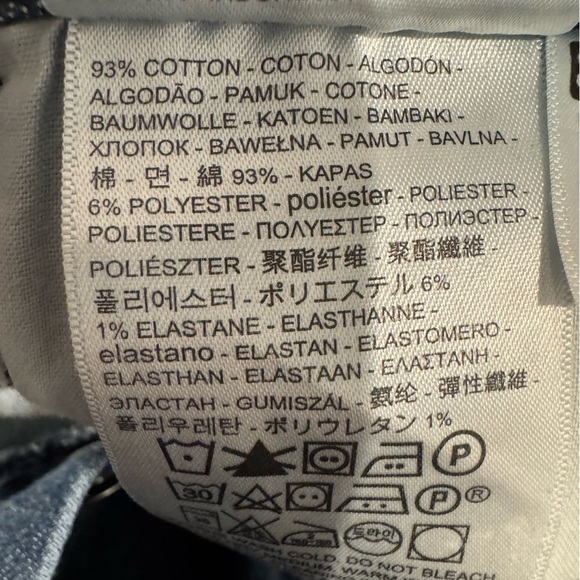 93% COTTON - COTON - ALGODÓN -
ALGODÃO - PAMUK - COTONE -
BAUMWOLLE - KATOEN - BAMBAKI -
ХЛОПОК - BAWEŁNA - PAMUT - BAVLNA -
棉 - 면 - 綿 93% - KAPAS
6% POLYESTER - poliéster - POLIESTER -
POLIESTERE - ΠΟΛΥΕΣΤΕΡ - ПОЛИЭСТЕР -
POLIÉSZTER - 聚酯纤维 - 聚酯纖維 -
폴리에스터 - ポリエステル 6%
1% ELASTANE - ELASTHANNE -
elastano - ELASTAN - ELASTOMERO -
ELASTHAN - ELASTAAN - ΕΛΑΣΤΑΝΗ -
ЭЛАСТАН - GUMISZÁL - 氨纶 - 彈性纖維 -
폴리우레탄 - ポリウレタン 1%
P
30 P ®
드라이
COLD. DO NOT BLEACH